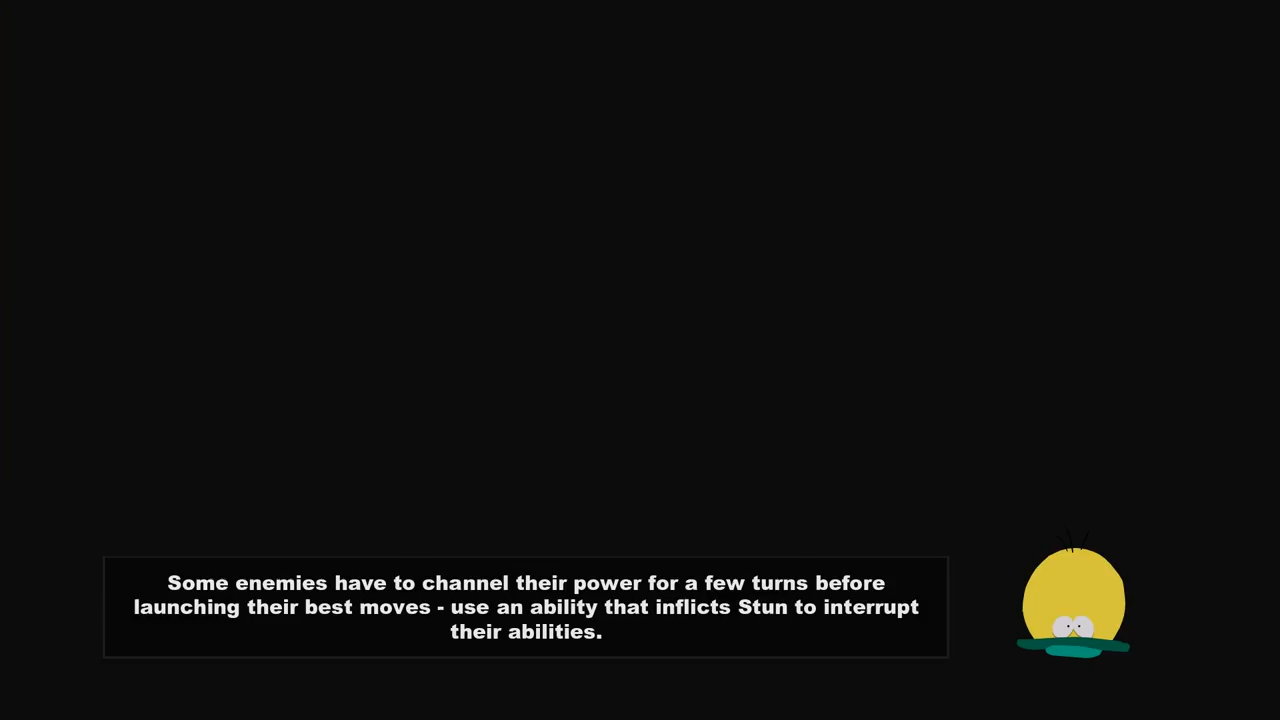 Some enemies have to channel their power for a few turns before
launching their best moves - use an ability that inflicts Stun to interrupt
their abilities.